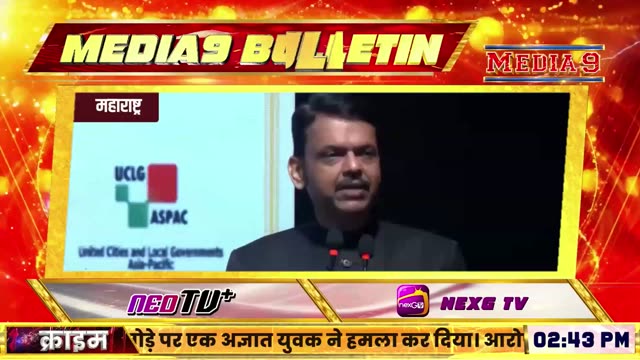 MEDIA9 BULLETIN
MEDIA-9
महाराष्ट्र
UCLG
ASPAC
United Cities and Local Governments
Asia-Pacific
neoTV+
nexGTv
NEXG TV
क्राइम
गोड़े पर एक अज्ञात युवक ने हमला कर दिया। आरो
02:43 PM